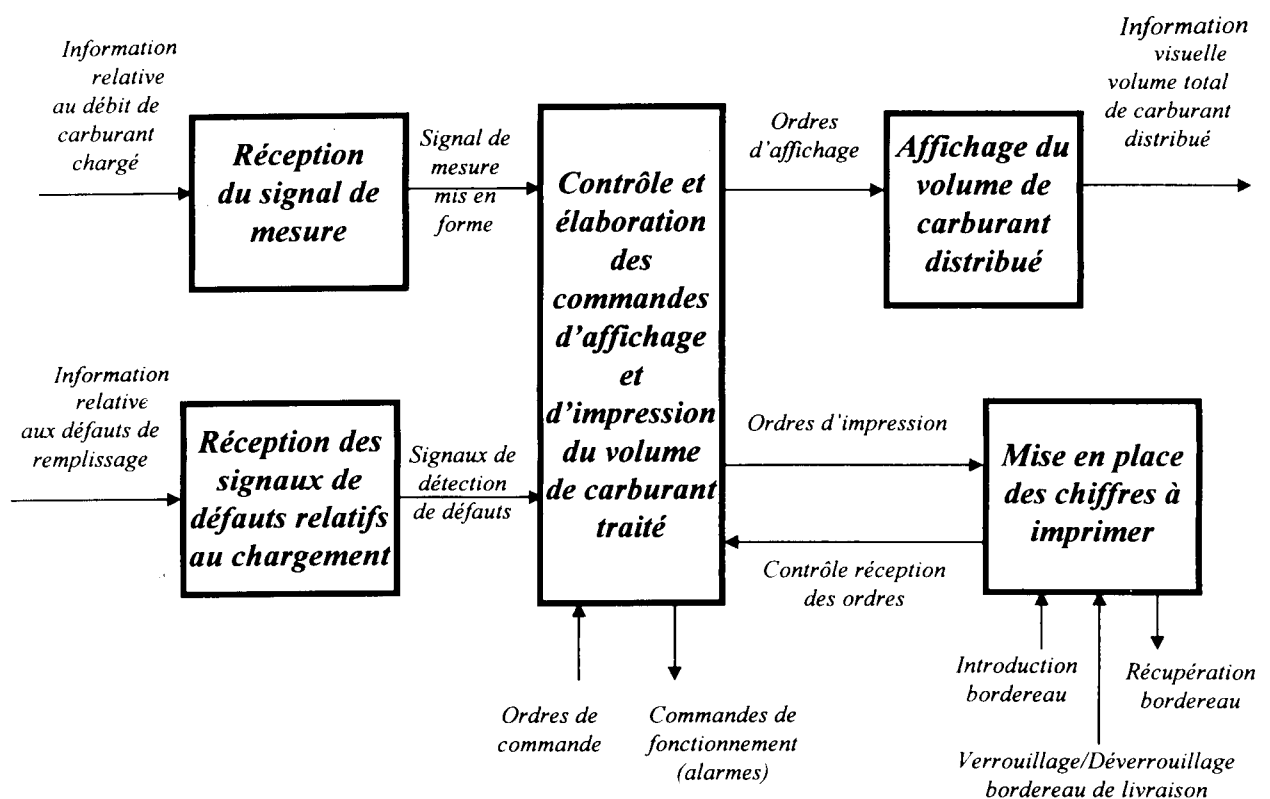 Information
relative
au débit de
carburant
chargé
Réception
du signal de
mesure
Signal de
mesure
mis en
forme
Contrôle et
élaboration
des
commandes
d'affichage
et
d'impression
du volume
de carburant
traité
Ordres
d'affichage
Affichage du
volume de
carburant
distribué
Information
visuelle
volume total
de carburant
distribué
Information
relative
aux défauts de
remplissage
Réception des
signaux de
défauts relatifs
au chargement
Signaux de
détection
de défauts
Ordres d'impression
Contrôle réception
des ordres
Mise en place
des chiffres à
imprimer
Ordres de
commande
Commandes de
fonctionnement
(alarmes)
Introduction
bordereau
Récupération
bordereau
Verrouillage/Déverrouillage
bordereau de livraison